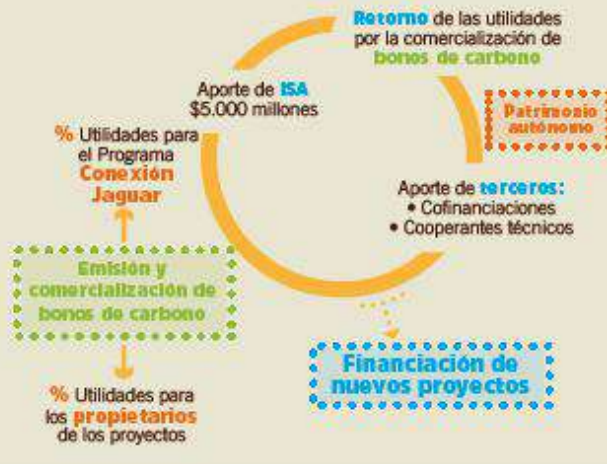 Retorno de las utilidades
por la comercialización de
bonos de carbono
Aporte de ISA
$5.000 millones
Patrimonio
autónomo
% Utilidades para
el Programa
Conexión
Jaguar
Aporte de terceros:
• Cofinanciaciones
• Cooperantes técnicos
Emisión y
comercialización de
bonos de carbono
Financiación de
nuevos proyectos
% Utilidades para
los propietarios
de los proyectos